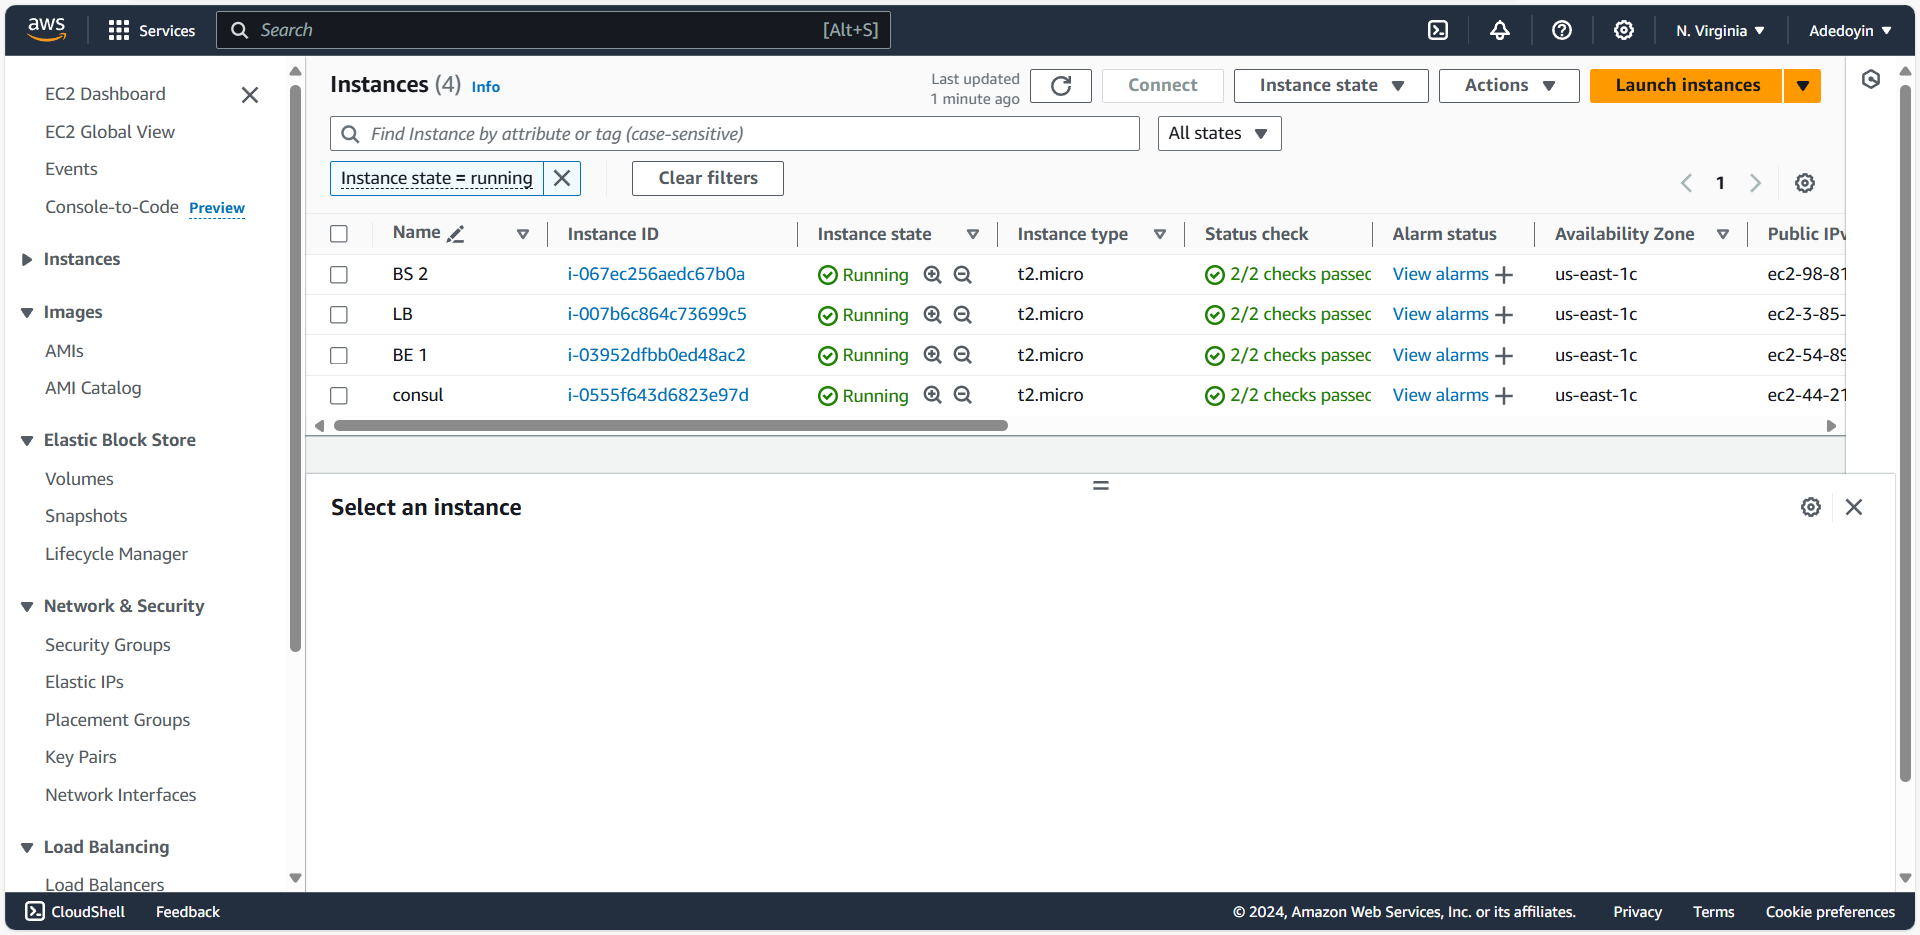 aws Services Search [Alt+S] N. Virginia Adedoyin
EC2 Dashboard
EC2 Global View
Events
Console-to-Code Preview
Instances
Images
AMIs
AMI Catalog
Elastic Block Store
Volumes
Snapshots
Lifecycle Manager
Network & Security
Security Groups
Elastic IPs
Placement Groups
Key Pairs
Network Interfaces
Load Balancing
Load Balancers
Instances (4) Info
Last updated
1 minute ago
Connect Instance state Actions Launch instances
Find Instance by attribute or tag (case-sensitive) All states
Instance state = running Clear filters
1
Name Instance ID Instance state Instance type Status check Alarm status Availability Zone Public IPv
BS 2 i-067ec256aedc67b0a Running t2.micro 2/2 checks passec View alarms us-east-1c ec2-98-81
LB i-007b6c864c73699c5 Running t2.micro 2/2 checks passec View alarms us-east-1c ec2-3-85-
BE 1 i-03952dfbb0ed48ac2 Running t2.micro 2/2 checks passec View alarms us-east-1c ec2-54-89
consul i-0555f643d6823e97d Running t2.micro 2/2 checks passec View alarms us-east-1c ec2-44-21
Select an instance
CloudShell Feedback © 2024, Amazon Web Services, Inc. or its affiliates. Privacy Terms Cookie preferences